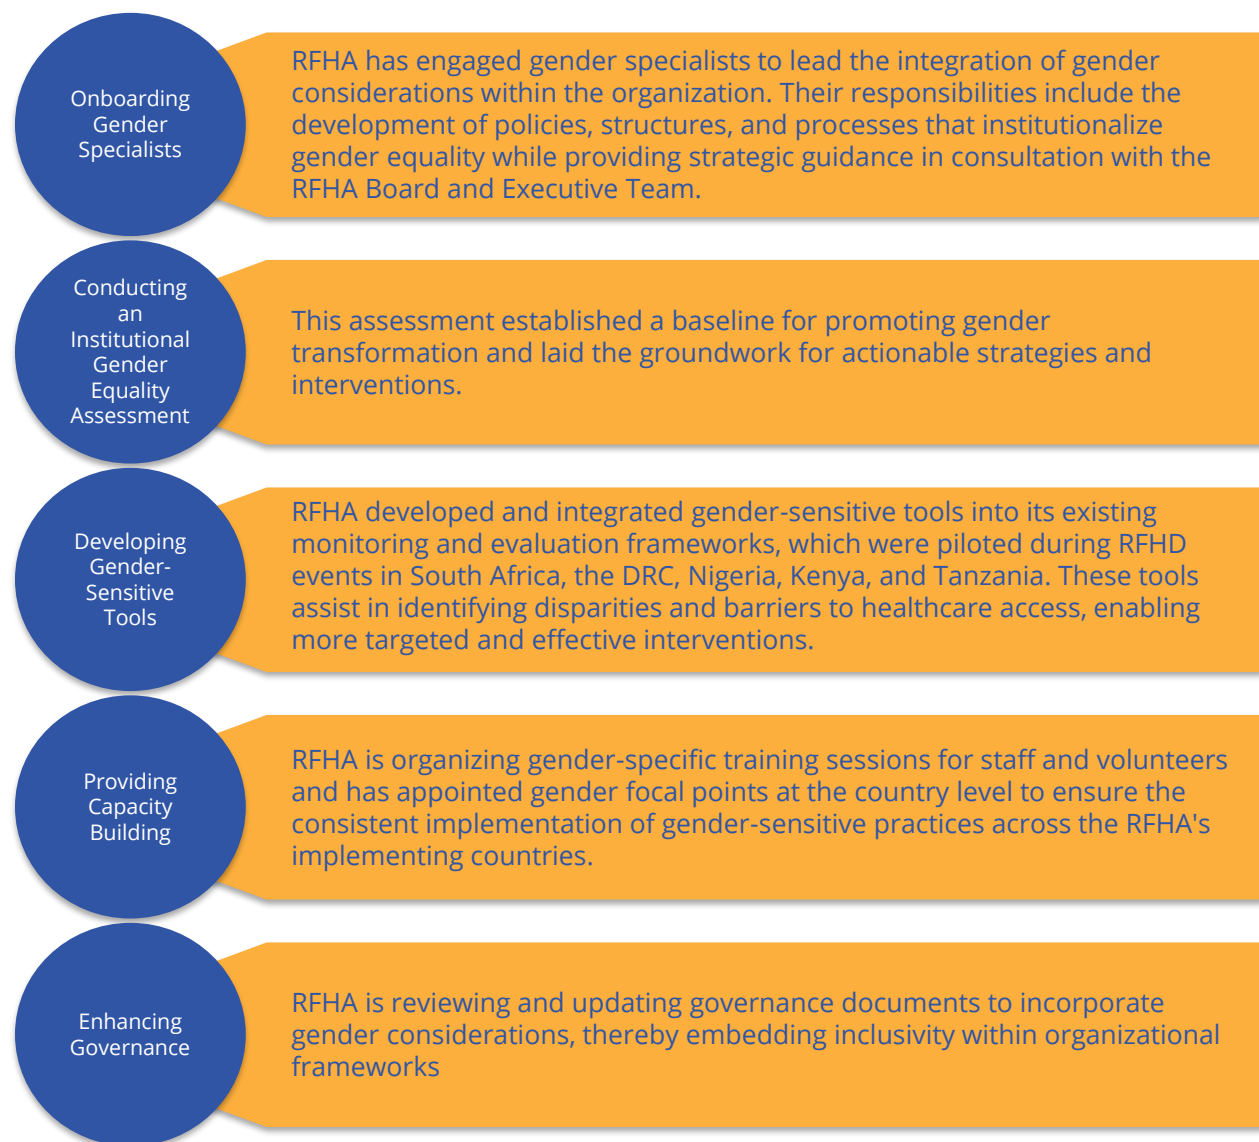 Onboarding
Gender
Specialists
RFHA has engaged gender specialists to lead the integration of gender
considerations within the organization. Their responsibilities include the
development of policies, structures, and processes that institutionalize
gender equality while providing strategic guidance in consultation with the
RFHA Board and Executive Team.
Conducting
an
Institutional
Gender
Equality
Assessment
This assessment established a baseline for promoting gender
transformation and laid the groundwork for actionable strategies and
interventions.
Developing
Gender-
Sensitive
Tools
RFHA developed and integrated gender-sensitive tools into its existing
monitoring and evaluation frameworks, which were piloted during RFHD
events in South Africa, the DRC, Nigeria, Kenya, and Tanzania. These tools
assist in identifying disparities and barriers to healthcare access, enabling
more targeted and effective interventions.
Providing
Capacity
Building
RFHA is organizing gender-specific training sessions for staff and volunteers
and has appointed gender focal points at the country level to ensure the
consistent implementation of gender-sensitive practices across the RFHA's
implementing countries.
Enhancing
Governance
RFHA is reviewing and updating governance documents to incorporate
gender considerations, thereby embedding inclusivity within organizational
frameworks